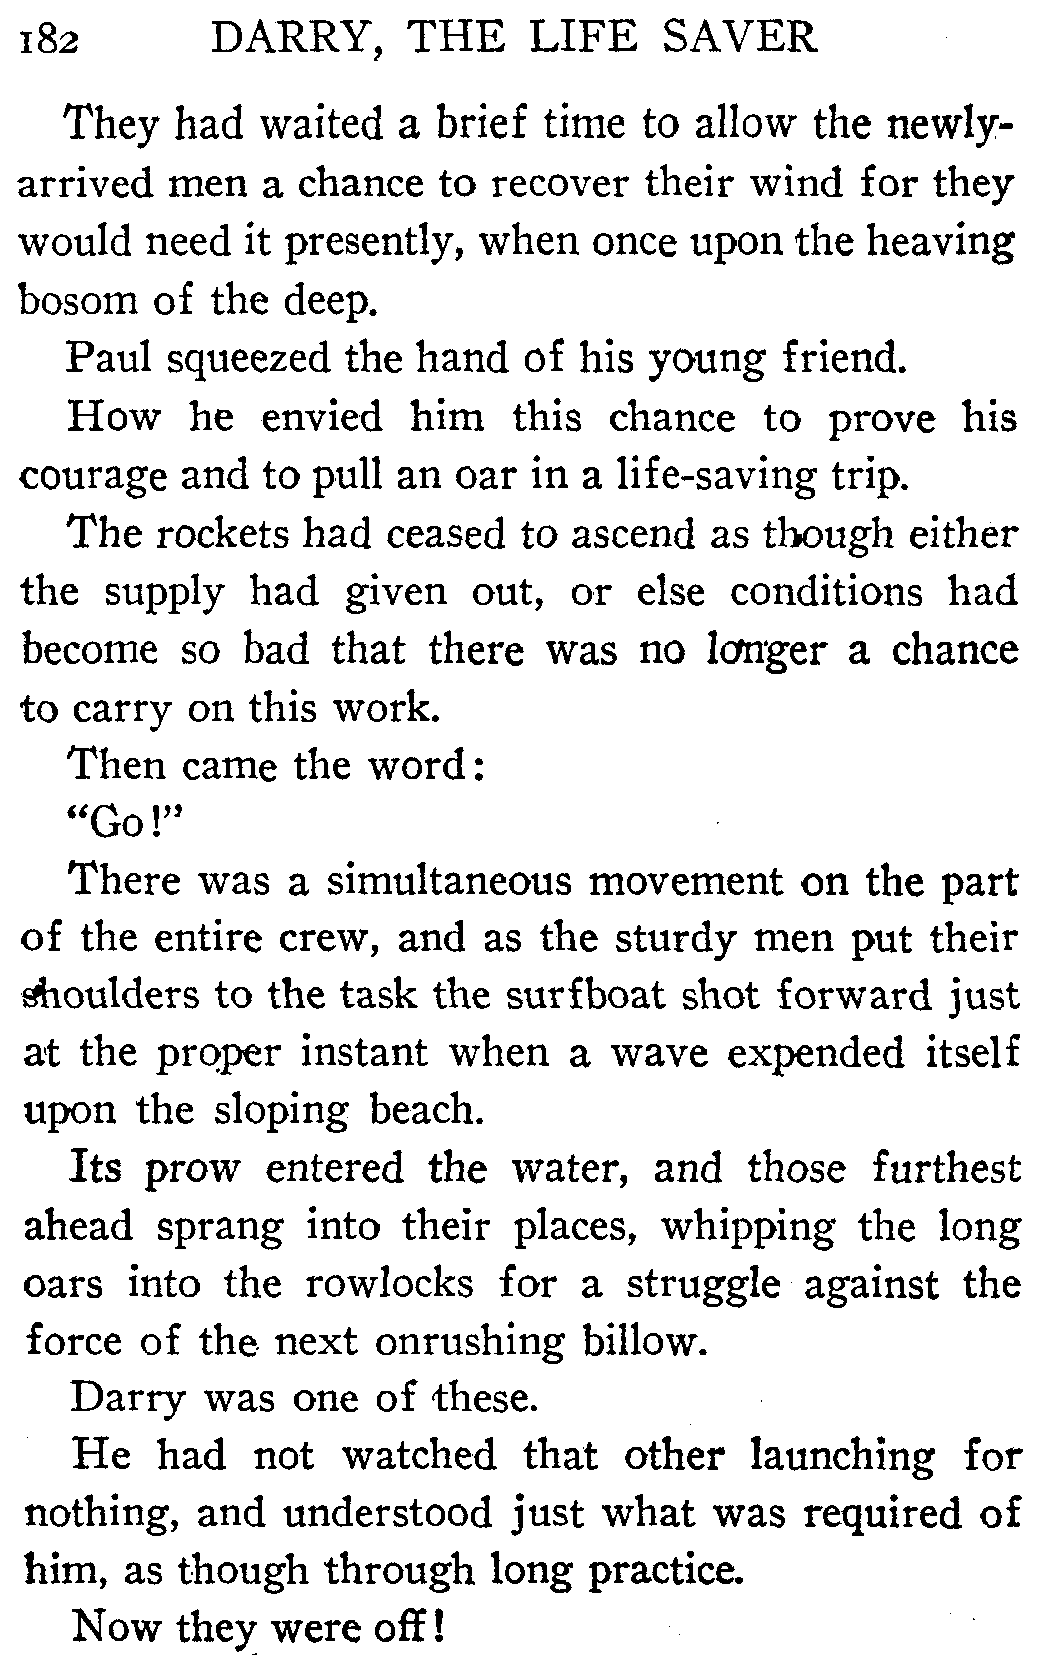 182 DARRY, THE LIFE SAVER
They had waited a brief time to allow the newly-
arrived men a chance to recover their wind for they
would need it presently, when once upon the heaving
bosom of the deep.
Paul squeezed the hand of his young friend.
How he envied him this chance to prove his
courage and to pull an oar in a life-saving trip.
The rockets had ceased to ascend as though either
the supply had given out, or else conditions had
become so bad that there was no longer a chance
to carry on this work.
Then came the word:
“Go!”
There was a simultaneous movement on the part
of the entire crew, and as the sturdy men put their
shoulders to the task the surfboat shot forward just
at the proper instant when a wave expended itself
upon the sloping beach.
Its prow entered the water, and those furthest
ahead sprang into their places, whipping the long
oars into the rowlocks for a struggle against the
force of the next onrushing billow.
Darry was one of these.
He had not watched that other launching for
nothing, and understood just what was required of
him, as though through long practice.
Now they were off!